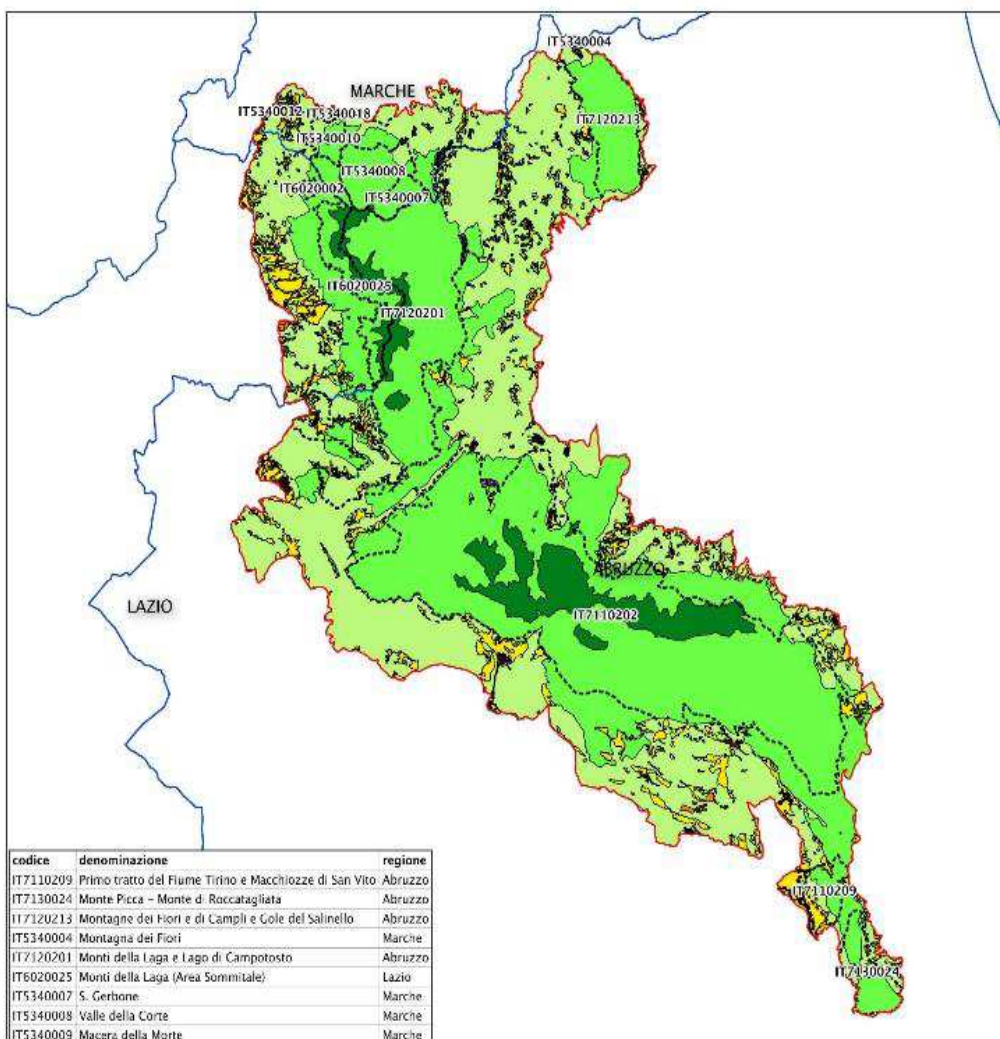 IT5340004
MARCHE
IT5340012 IT5340018
IT7120213
IT5340010
IT5340008
IT6020002
IT5340007
IT6020025
IT7120201
ABRUZZO
LAZIO
IT7110202
IT7110209
IT7130024
codice denominazione regione
IT7110209 Primo tratto del Fiume Tirino e Macchiozze di San Vito Abruzzo
IT7130024 Monte Picca - Monte di Roccatagliata Abruzzo
IT7120213 Montagne dei Fiori e di Campli e Gole del Salinello Abruzzo
IT5340004 Montagna dei Fiori Marche
IT7120201 Monti della Laga e Lago di Campotosto Abruzzo
IT6020025 Monti della Laga (Area Sommitale) Lazio
IT5340007 S. Gerbone Marche
IT5340008 Valle della Corte Marche
IT5340009 Macera della Morte Marche